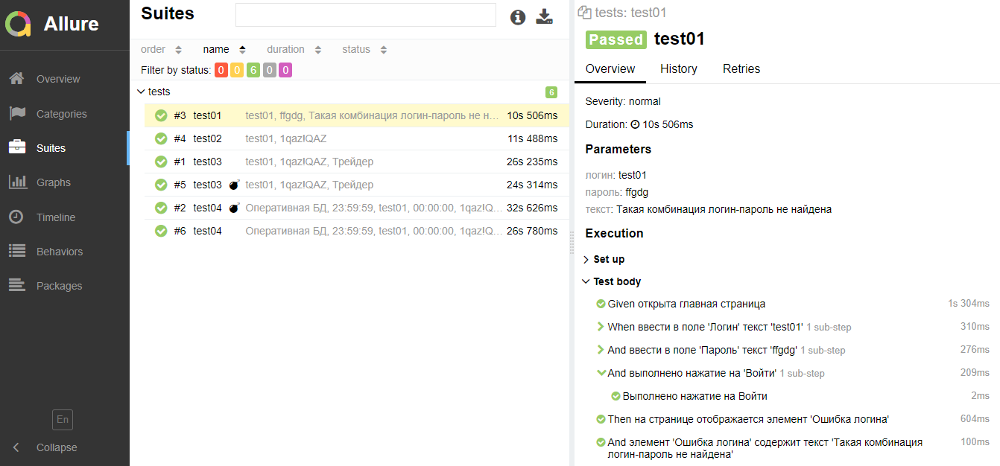 Allure
Overview
Categories
Suites
Graphs
Timeline
Behaviors
Packages
En
Collapse
Suites
order name duration status
Filter by status: 0 0 6 0 0
tests 6
#3 test01 test01, ffgdg, Такая комбинация логин-пароль не н... 10s 506ms
#4 test02 test01, 1qaz!QAZ 11s 488ms
#1 test03 test01, 1qaz!QAZ, Трейдер 26s 235ms
#5 test03 test01, 1qaz!QAZ, Трейдер 24s 314ms
#2 test04 Оперативная БД, 23:59:59, test01, 00:00:00, 1qaz!Q... 32s 626ms
#6 test04 Оперативная БД, 23:59:59, test01, 00:00:00, 1qaz!Q... 26s 780ms
tests: test01
Passed test01
Overview History Retries
Severity: normal
Duration: 10s 506ms
Parameters
логин: test01
пароль: ffgdg
текст: Такая комбинация логин-пароль не найдена
Execution
Set up
Test body
Given открыта главная страница 1s 304ms
When ввести в поле 'Логин' текст 'test01' 1 sub-step 310ms
And ввести в поле 'Пароль' текст 'ffgdg' 1 sub-step 276ms
And выполнено нажатие на 'Войти' 1 sub-step 209ms
Выполнено нажатие на Войти 2ms
Then на странице отображается элемент 'Ошибка логина' 604ms
And элемент 'Ошибка логина' содержит текст 'Такая комбинация 100ms
логин-пароль не найдена'